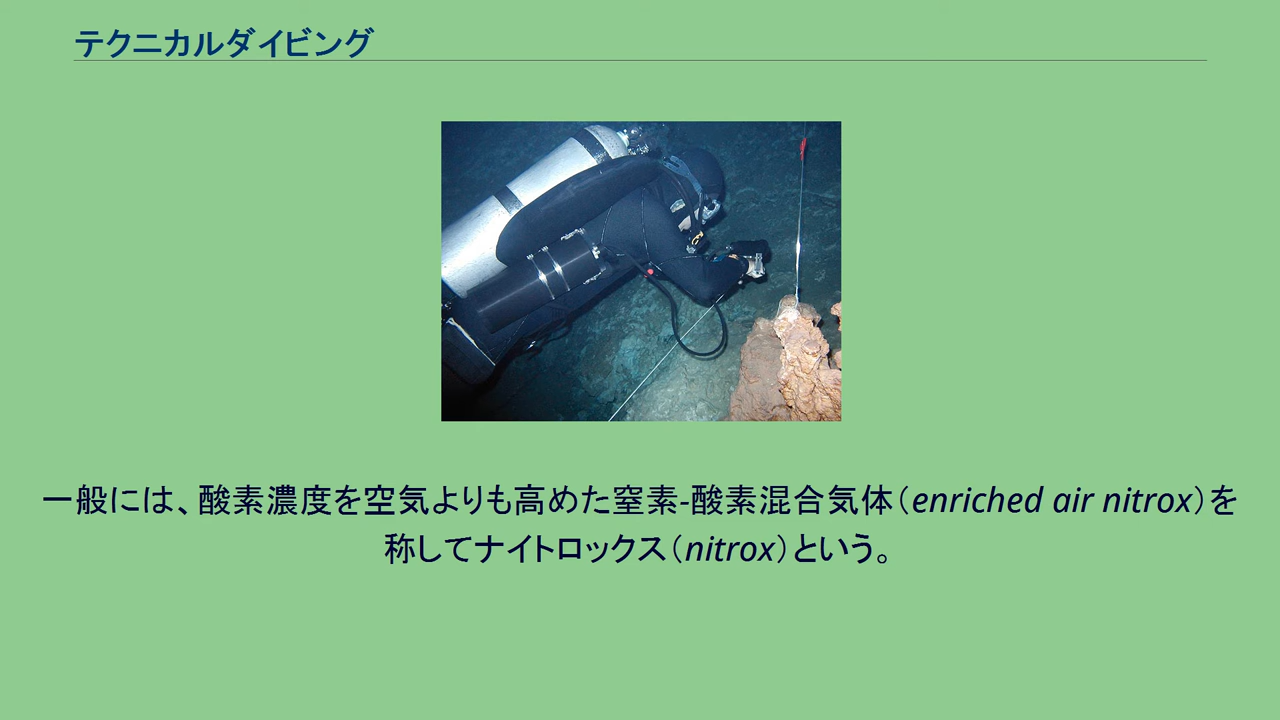 テクニカルダイビング
一般には、酸素濃度を空気よりも高めた窒素-酸素混合気体（enriched air nitrox）を
称してナイトロックス（nitrox）という。